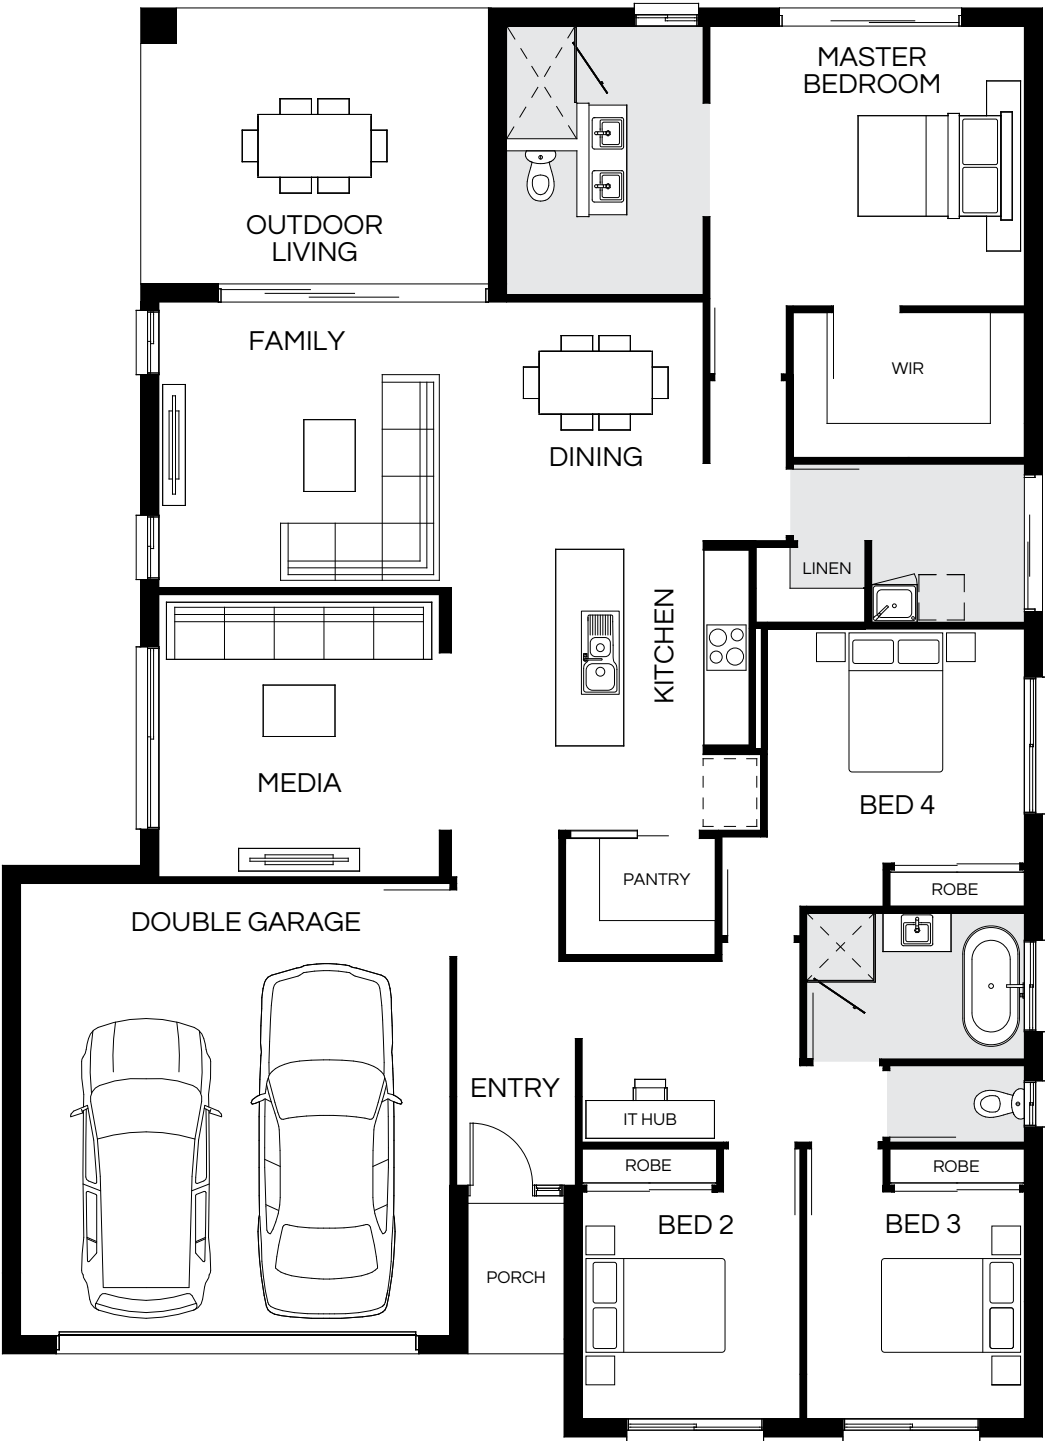 MASTER
BEDROOM
OUTDOOR
LIVING
FAMILY
WIR
DINING
LINEN
KITCHEN
MEDIA
BED 4
PANTRY
ROBE
DOUBLE GARAGE
ENTRY
IT HUB
ROBE
ROBE
BED 2
BED 3
PORCH